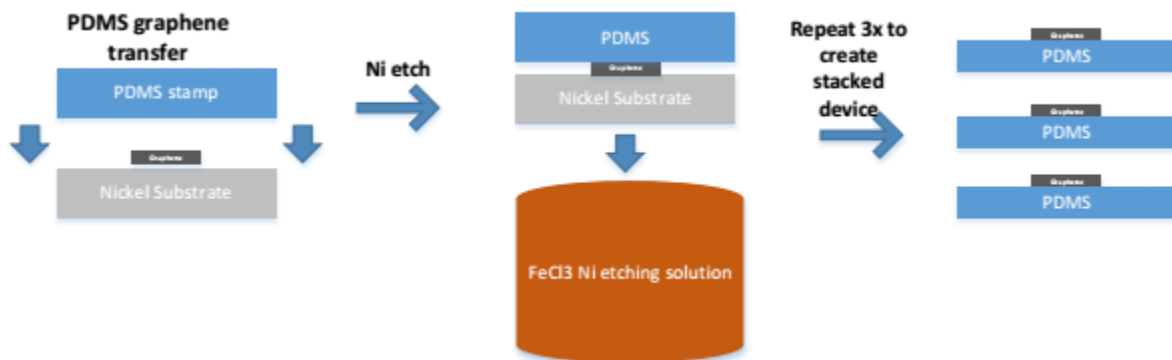 PDMS graphene
transfer
PDMS stamp
Graphene
Nickel Substrate
Ni etch
PDMS
Graphene
Nickel Substrate
FeCl3 Ni etching solution
Repeat 3x to
create
stacked
device
Graphene
PDMS
Graphene
PDMS
Graphene
PDMS